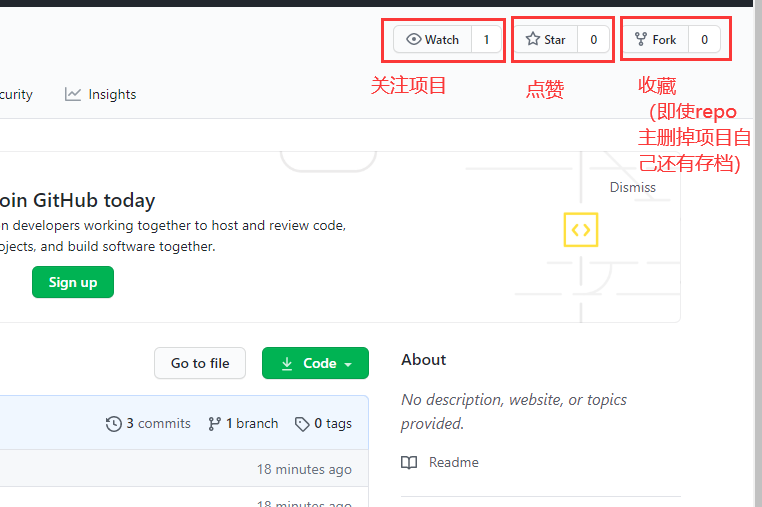 Watch 1 Star 0 Fork 0
关注项目 点赞 收藏
curity Insights
（即使repo
主删掉项目自
己还有存档)
Dismiss
oin GitHub today
n developers working together to host and review code,
ojects, and build software together.
Sign up
Go to file Code
About
No description, website, or topics
provided.
3 commits 1 branch 0 tags
Readme
18 minutes ago
18 minutes ago